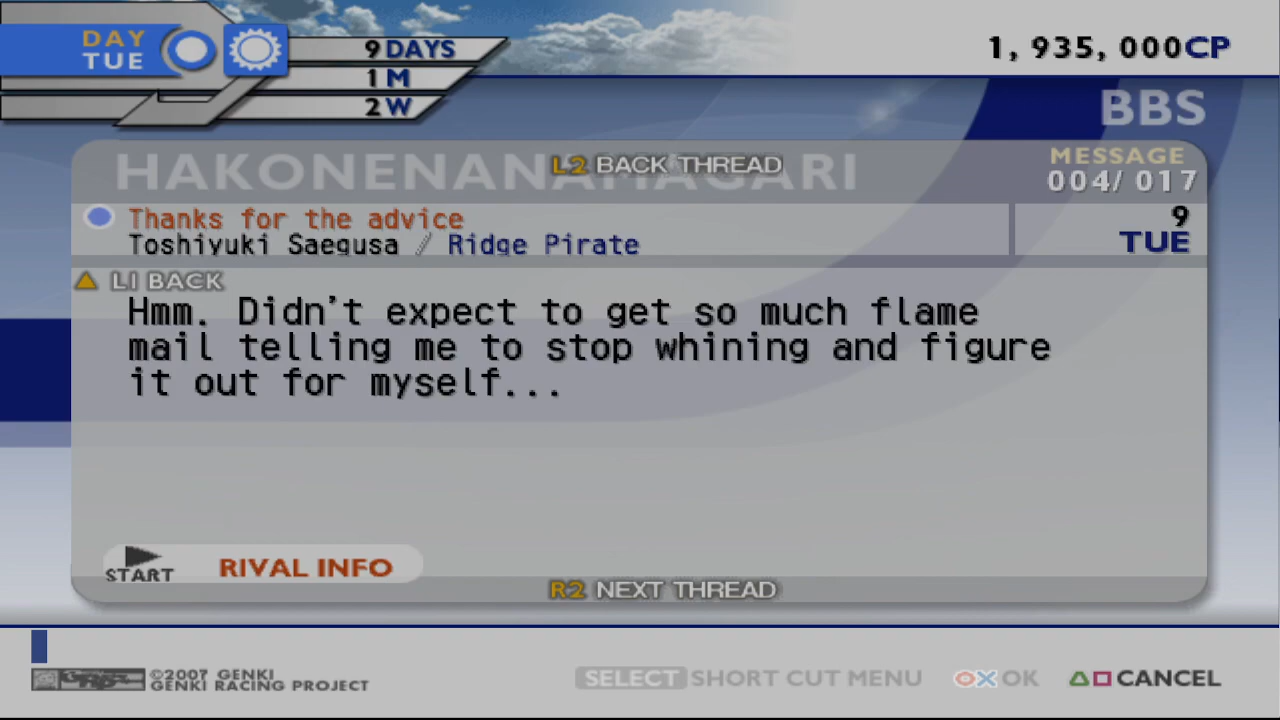 DAY
TUE
9 DAYS
1 M
2 W
1, 935, 000CP
BBS
HAKONENANAMAGARI
L2 BACK THREAD
MESSAGE
004/ 017
Thanks for the advice
9
Toshiyuki Saegusa / Ridge Pirate
TUE
L1 BACK
Hmm. Didn't expect to get so much flame
mail telling me to stop whining and figure
it out for myself...
START RIVAL INFO
R2 NEXT THREAD
©2007 GENKI
GENKI RACING PROJECT
SELECT SHORT CUT MENU
OK
CANCEL